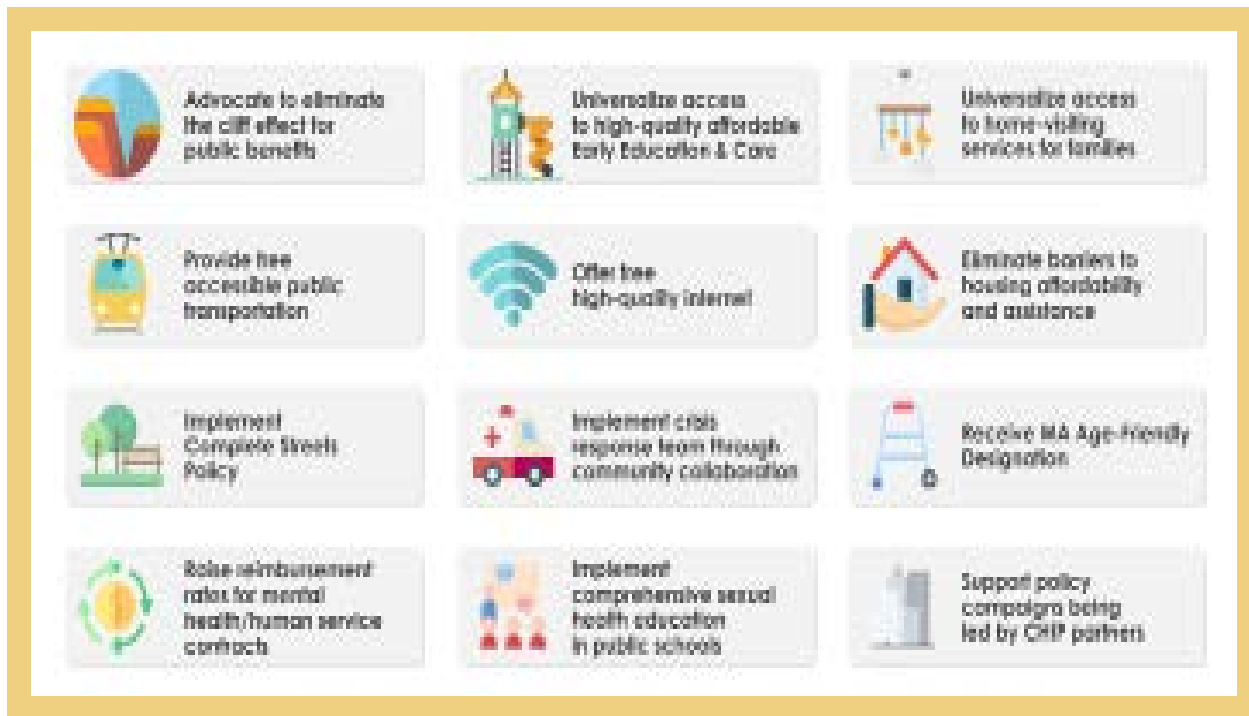 Advocate to eliminate
the cliff effect for
public benefits
Universalize access
to high-quality affordable
Early Education & Care
Universalize access
to home-visiting
services for families
Provide free
accessible public
transportation
Offer free
high-quality internet
Eliminate barriers to
housing affordability
and assistance
Implement
Complete Streets
Policy
Implement crisis
response team through
community collaboration
Receive MA Age-Friendly
Designation
Raise reimbursement
rates for mental
health/human service
contracts
Implement
comprehensive sexual
health education
in public schools
Support policy
campaigns being
led by CHIP partners